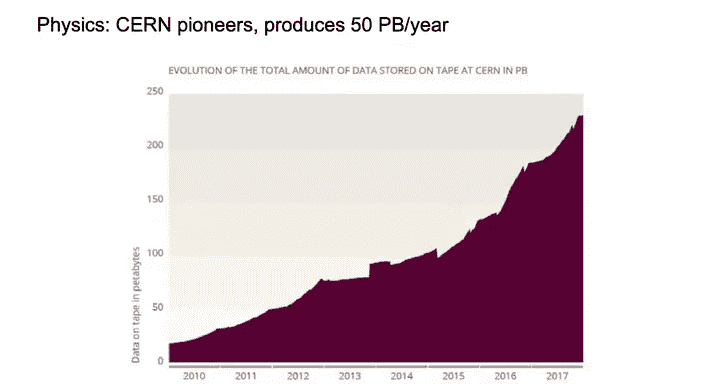 Physics: CERN pioneers, produces 50 PB/year
EVOLUTION OF THE TOTAL AMOUNT OF DATA STORED ON TAPE AT CERN IN PB
250
200
150
100
50
0
Data on tape in petabytes
2010 2011 2012 2013 2014 2015 2016 2017